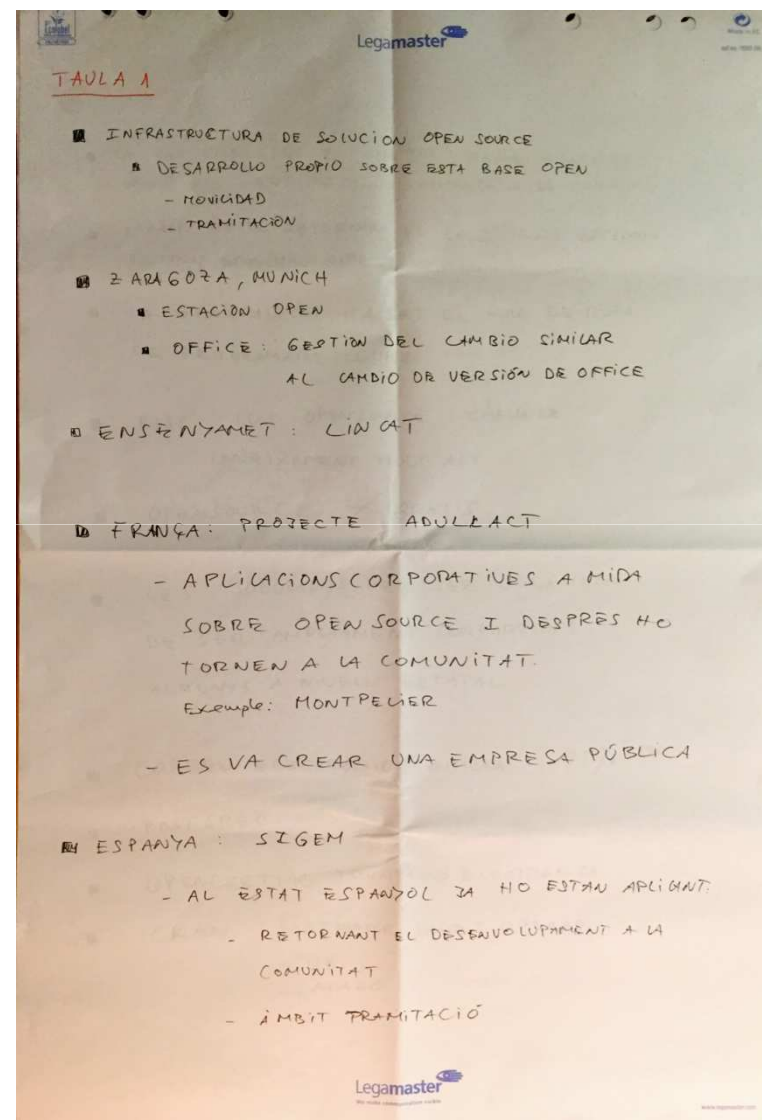 Legamaster
TAULA 1
INFRASTRUCTURA DE SOLUCION OPEN SOURCE
DESARROLLO PROPIO SOBRE ESTA BASE OPEN
- MOVILIDAD
- TRAMITACION
ZARAGOZA, MUNICH
ESTACION OPEN
OFFICE: GESTION DEL CAMBIO SIMILAR
AL CAMBIO DE VERSIÓN DE OFFICE
ENSENYAMET: LINCAT
FRANÇA: PROJECTE ADULLACT
- APLICACIONS CORPORATIVES A MIDA
SOBRE OPEN SOURCE I DESPRES HO
TORNEN A LA COMUNITAT.
Exemple: MONTPELIER
- ES VA CREAR UNA EMPRESA PÚBLICA
ESPANYA: SIGEM
- AL ESTAT ESPANYOL JA HO ESTAN APLICANT.
- RETORNANT EL DESENVOLUPAMENT A LA
COMUNITAT
- ÀMBIT TRAMITACIÓ
Legamaster